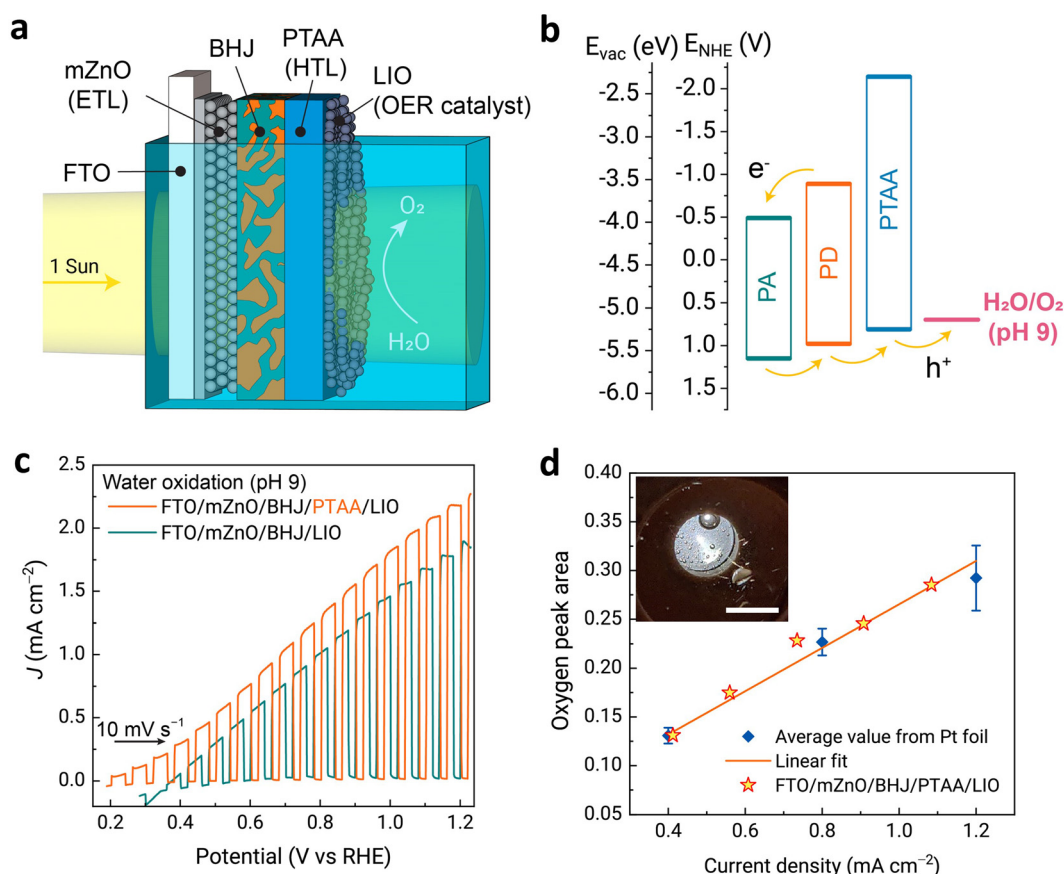 a
BHJ
PTAA
(HTL)
mZnO
(ETL)
LIO
(OER catalyst)
FTO
O₂
1 Sun
H₂O
b
E_vac (eV) E_NHE (V)
-2.5
-3.0
-3.5
-4.0
-4.5
-5.0
-5.5
-6.0
-2.0
-1.5
-1.0
-0.5
0.0
0.5
1.0
1.5
e⁻
PA
PD
PTAA
H₂O/O₂
(pH 9)
h⁺
c
J (mA cm⁻²)
2.5
2.0
1.5
1.0
0.5
0.0
Water oxidation (pH 9)
FTO/mZnO/BHJ/PTAA/LIO
FTO/mZnO/BHJ/LIO
10 mV s⁻¹
0.2 0.4 0.6 0.8 1.0 1.2
Potential (V vs RHE)
d
Oxygen peak area
0.40
0.35
0.30
0.25
0.20
0.15
0.10
0.05
Average value from Pt foil
Linear fit
FTO/mZnO/BHJ/PTAA/LIO
0.4 0.6 0.8 1.0 1.2
Current density (mA cm⁻²)